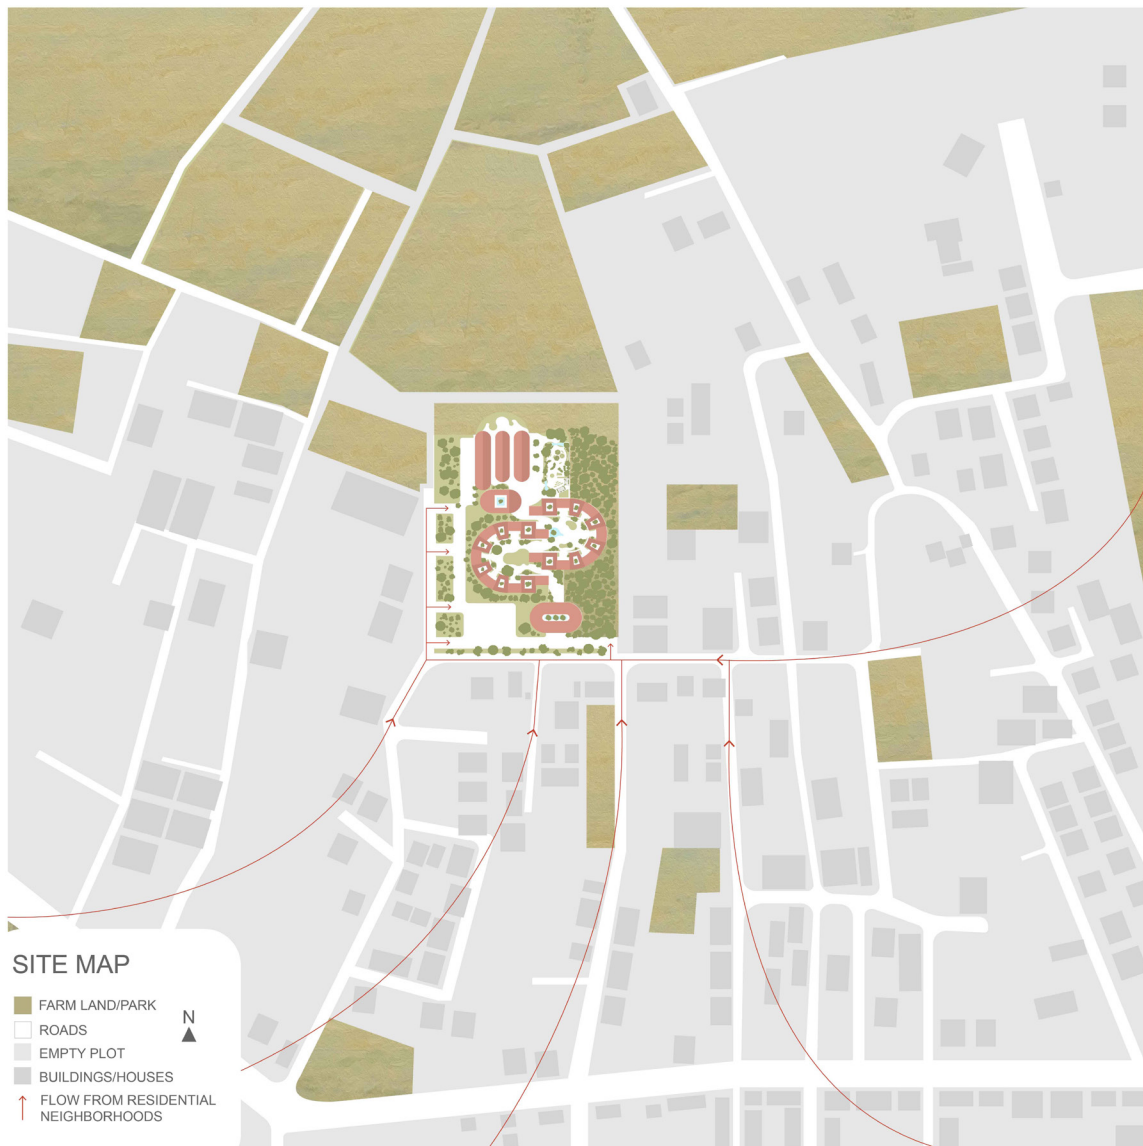 SITE MAP
FARM LAND/PARK
N
ROADS
EMPTY PLOT
BUILDINGS/HOUSES
FLOW FROM RESIDENTIAL
NEIGHBORHOODS